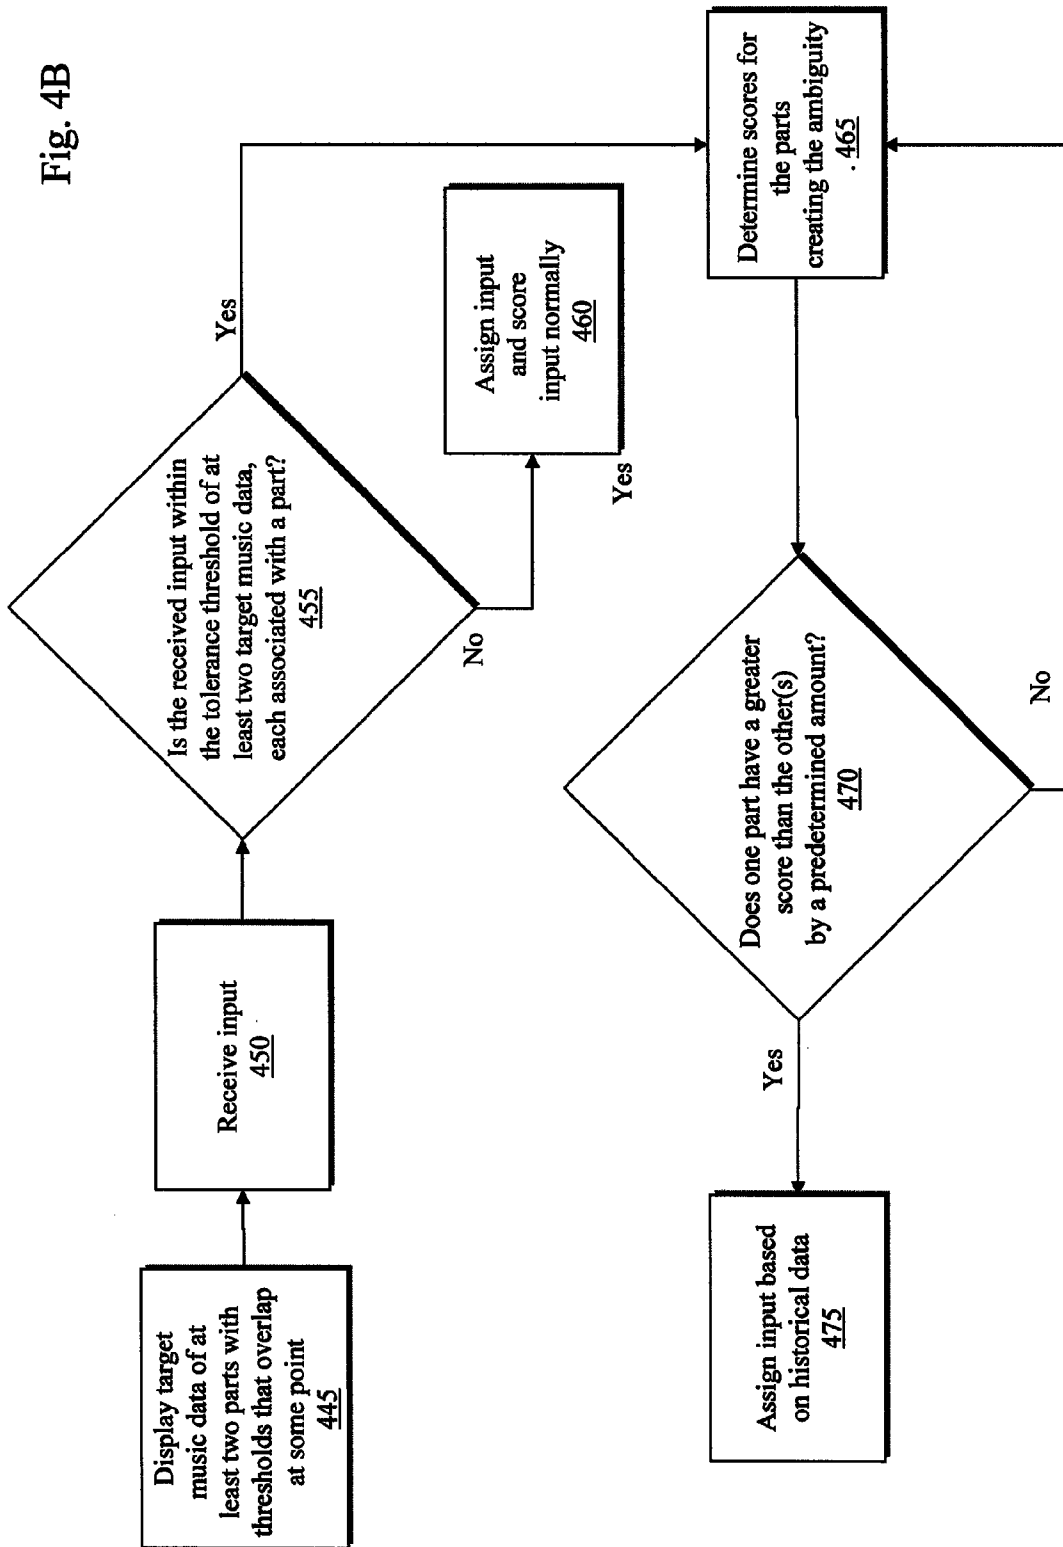 Fig. 4B
Display target
music data of at
least two parts with
thresholds that overlap
at some point
445
Receive input
450
Is the received input within
the tolerance threshold of at
least two target music data,
each associated with a part?
455
Yes
No
Yes
Assign input
and score
input normally
460
Determine scores for
the parts
creating the ambiguity
. 465
Does one part have a greater
score than the other(s)
by a predetermined amount?
470
Yes
No
Assign input based
on historical data
475